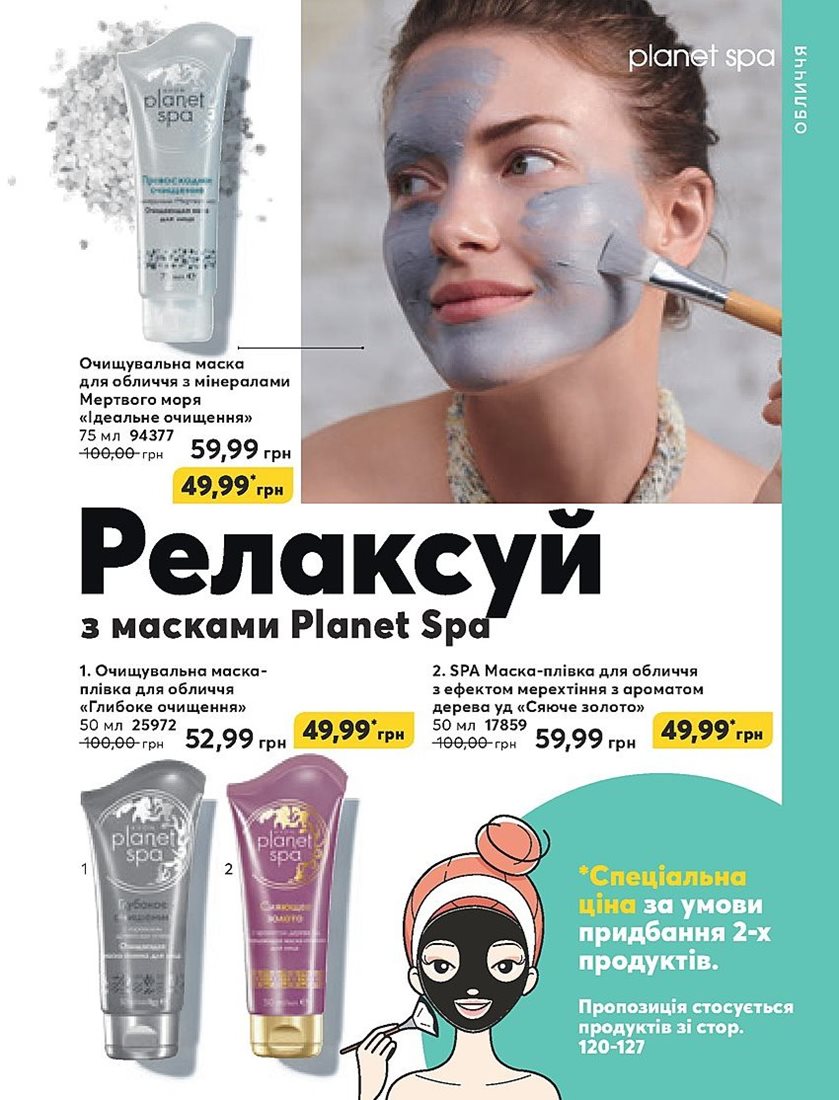 planet spa
ОБЛИЧЧЯ
planet
spa
Очищувальна маска
для обличчя з мінералами
Мертвого моря
«Ідеальне очищення»
75 мл 94377
100,00 грн 59,99 грн
49,99* грн
Релаксуй
з масками Planet Spa
1. Очищувальна маска-
плівка для обличчя
«Глибоке очищення»
50 мл 25972
100,00 грн 52,99 грн
49,99* грн
2. SPA Маска-плівка для обличчя
з ефектом мерехтіння з ароматом
дерева уд «Сяюче золото»
50 мл 17859
100,00 грн 59,99 грн
49,99* грн
1
planet
spa
Глубокое
очищение
2
planet
spa
Сияющее
золото
*Спеціальна
ціна за умови
придбання 2-х
продуктів.
Пропозиція стосується
продуктів зі стор.
120-127